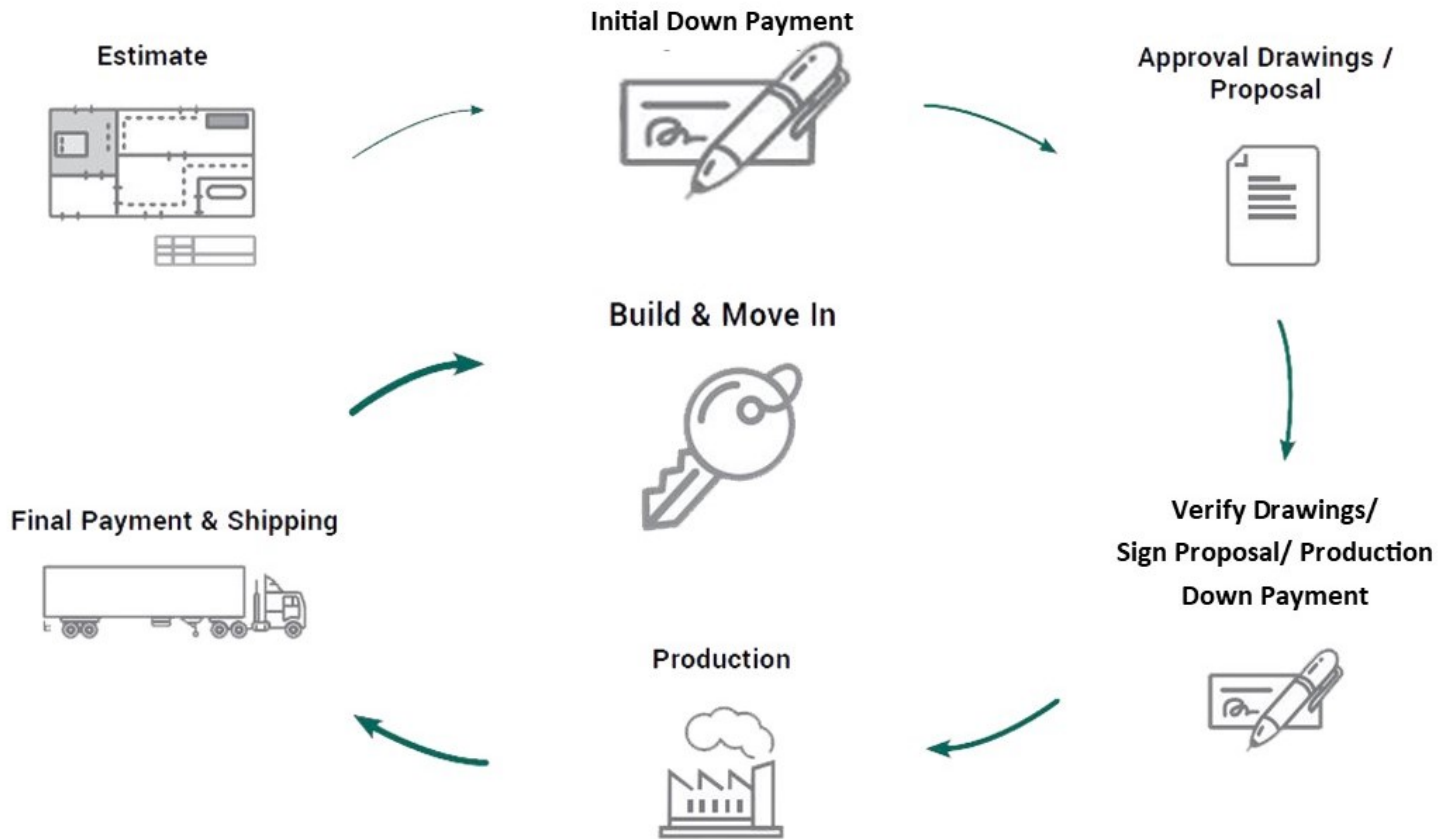 Estimate
Initial Down Payment
Approval Drawings /
Proposal
Verify Drawings/
Sign Proposal/ Production
Down Payment
Production
Final Payment & Shipping
Build & Move In